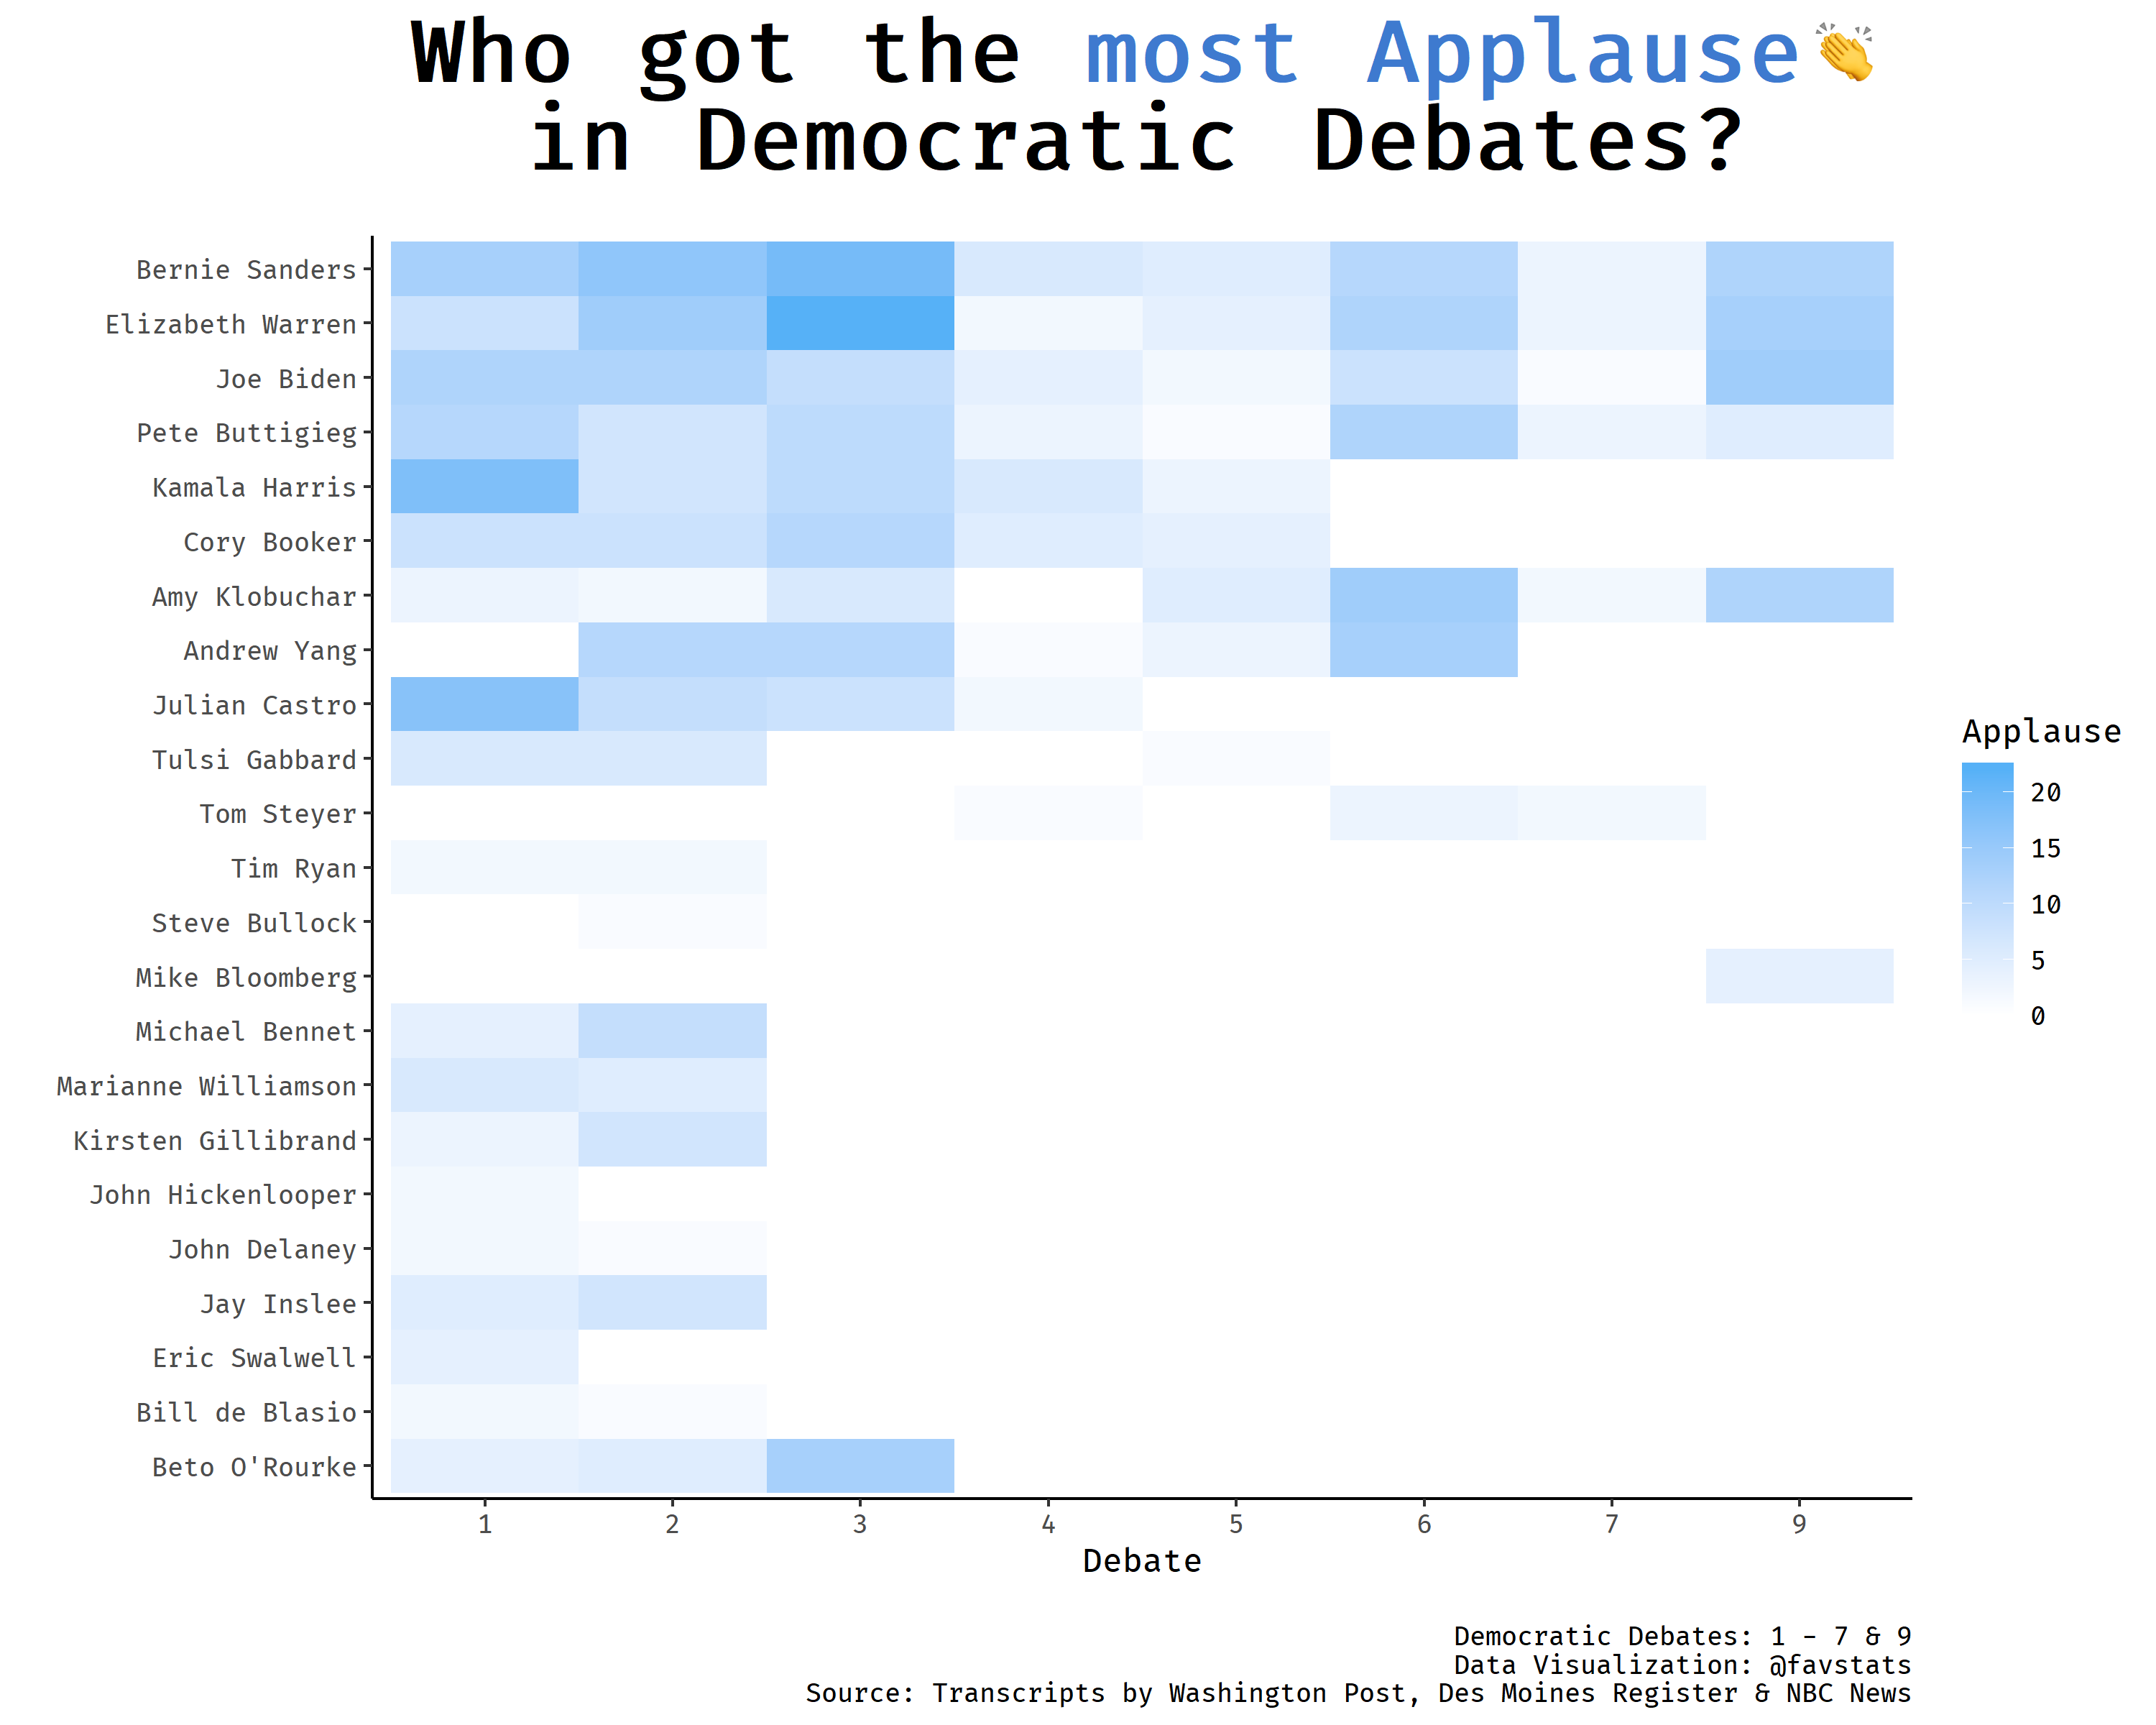 Who got the most Applause👏
in Democratic Debates?
Bernie Sanders
Elizabeth Warren
Joe Biden
Pete Buttigieg
Kamala Harris
Cory Booker
Amy Klobuchar
Andrew Yang
Julian Castro
Tulsi Gabbard
Tom Steyer
Tim Ryan
Steve Bullock
Mike Bloomberg
Michael Bennet
Marianne Williamson
Kirsten Gillibrand
John Hickenlooper
John Delaney
Jay Inslee
Eric Swalwell
Bill de Blasio
Beto O'Rourke
1 2 3 4 5 6 7 9
Debate
Applause
20
15
10
5
0
Democratic Debates: 1 - 7 & 9
Data Visualization: @favstats
Source: Transcripts by Washington Post, Des Moines Register & NBC News